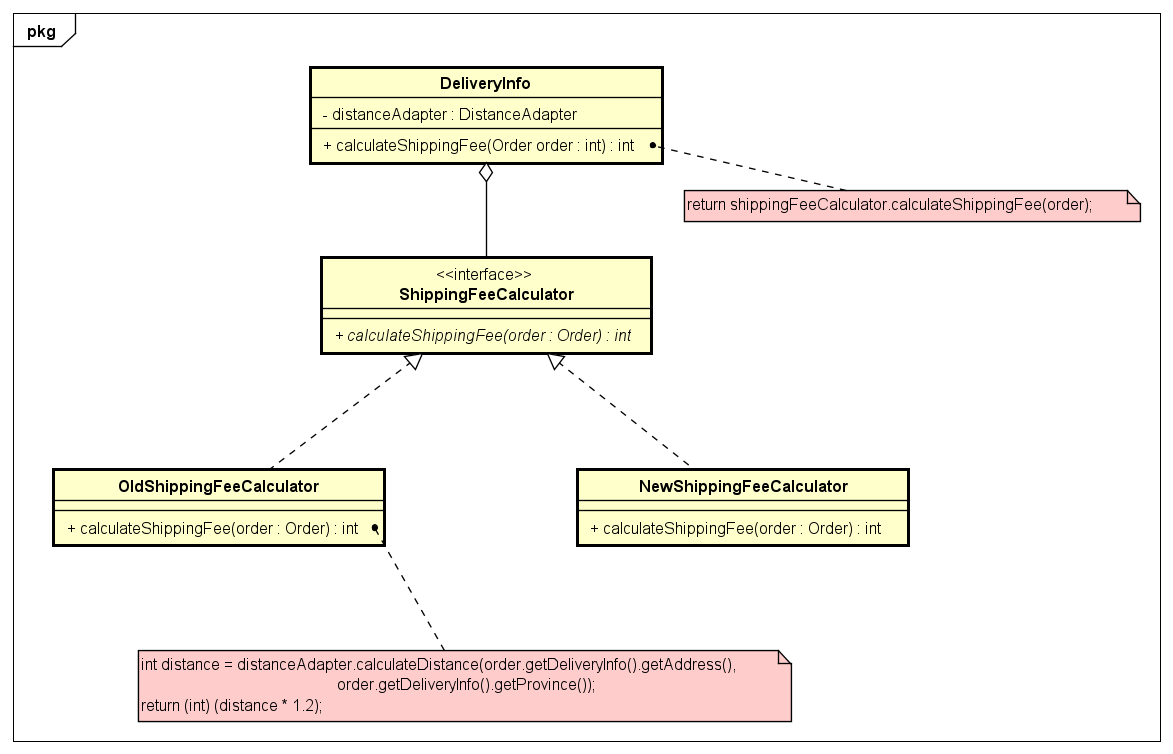 pkg
DeliveryInfo
- distanceAdapter : DistanceAdapter
+ calculateShippingFee(Order order : int) : int
return shippingFeeCalculator.calculateShippingFee(order);
<<interface>>
ShippingFeeCalculator
+ calculateShippingFee(order : Order) : int
OldShippingFeeCalculator
+ calculateShippingFee(order : Order) : int
NewShippingFeeCalculator
+ calculateShippingFee(order : Order) : int
int distance = distanceAdapter.calculateDistance(order.getDeliveryInfo().getAddress(),
order.getDeliveryInfo().getProvince());
return (int) (distance * 1.2);